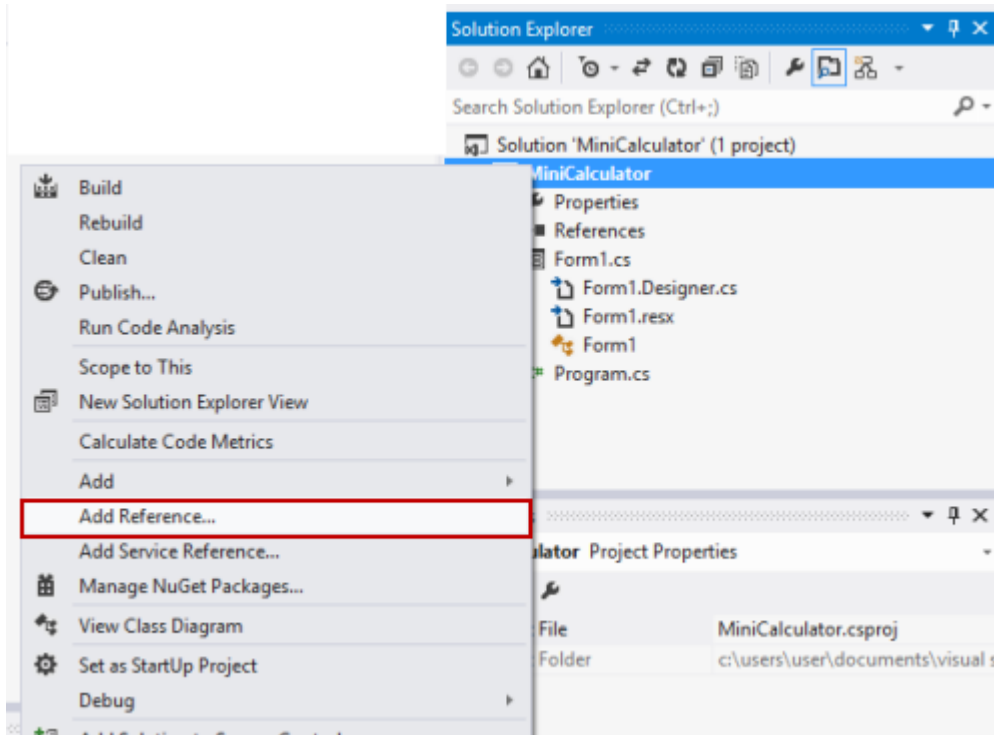 Solution Explorer
Search Solution Explorer (Ctrl+;)
Solution 'MiniCalculator' (1 project)
MiniCalculator
Properties
References
Form1.cs
Form1.Designer.cs
Form1.resx
Form1
Program.cs
Build
Rebuild
Clean
Publish...
Run Code Analysis
Scope to This
New Solution Explorer View
Calculate Code Metrics
Add
Add Reference...
Add Service Reference...
Manage NuGet Packages...
View Class Diagram
Set as StartUp Project
Debug
ulator Project Properties
File MiniCalculator.csproj
Folder c:\users\user\documents\visual s